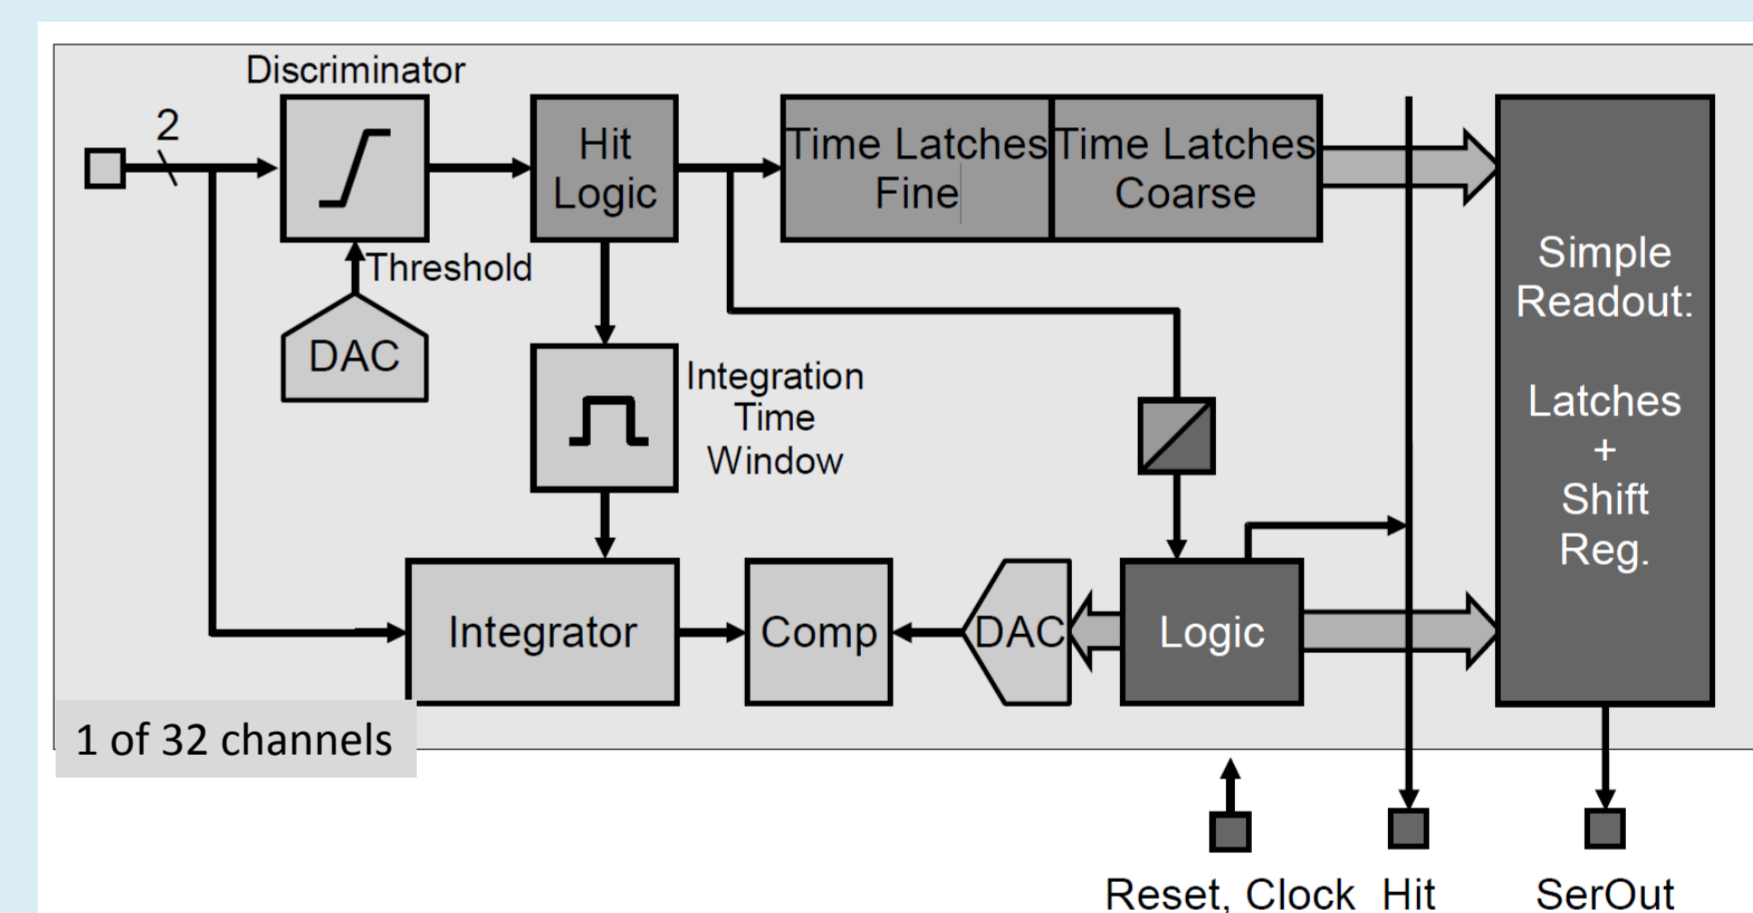 Discriminator
2
Hit
Logic
Time Latches
Fine
Time Latches
Coarse
Threshold
DAC
Integration
Time
Window
Simple
Readout:
Latches
+
Shift
Reg.
Integrator
Comp
DAC
Logic
1 of 32 channels
Reset, Clock
Hit
SerOut